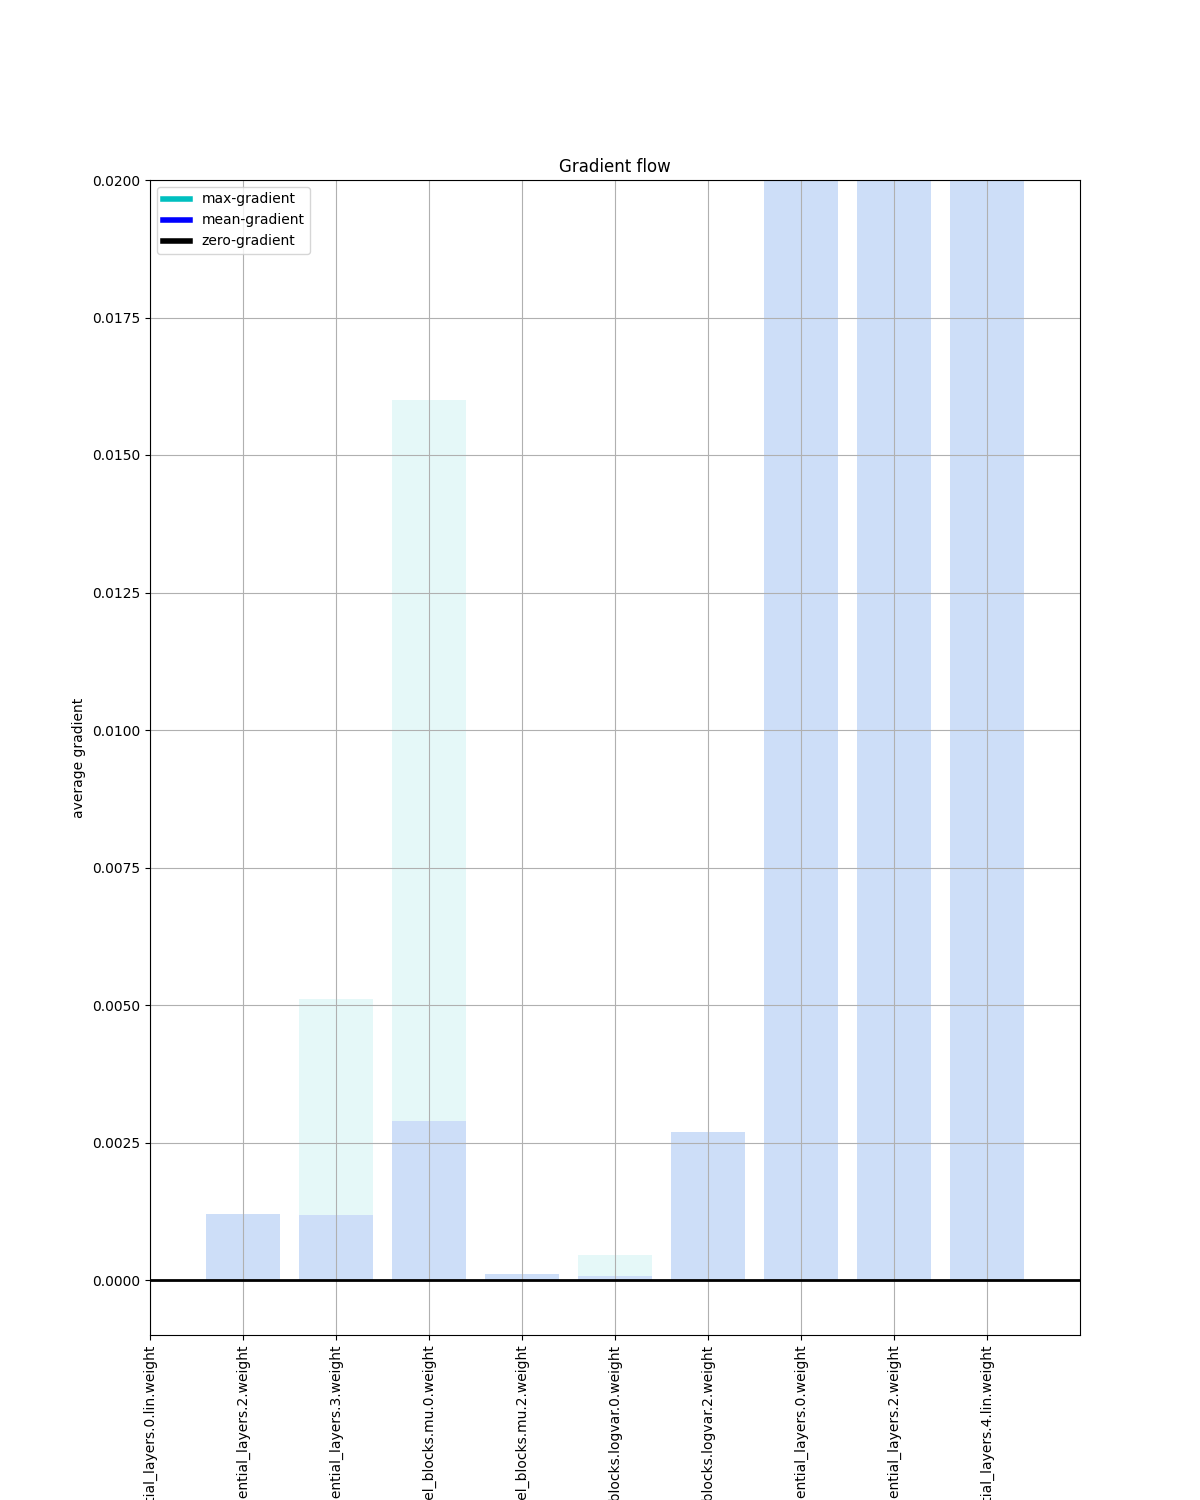 Gradient flow
max-gradient
mean-gradient
zero-gradient
average gradient
0.0200
0.0175
0.0150
0.0125
0.0100
0.0075
0.0050
0.0025
0.0000
tial_layers.0.lin.weight
ential_layers.2.weight
ential_layers.3.weight
el_blocks.mu.0.weight
el_blocks.mu.2.weight
blocks.logvar.0.weight
blocks.logvar.2.weight
ential_layers.0.weight
ential_layers.2.weight
tial_layers.4.lin.weight